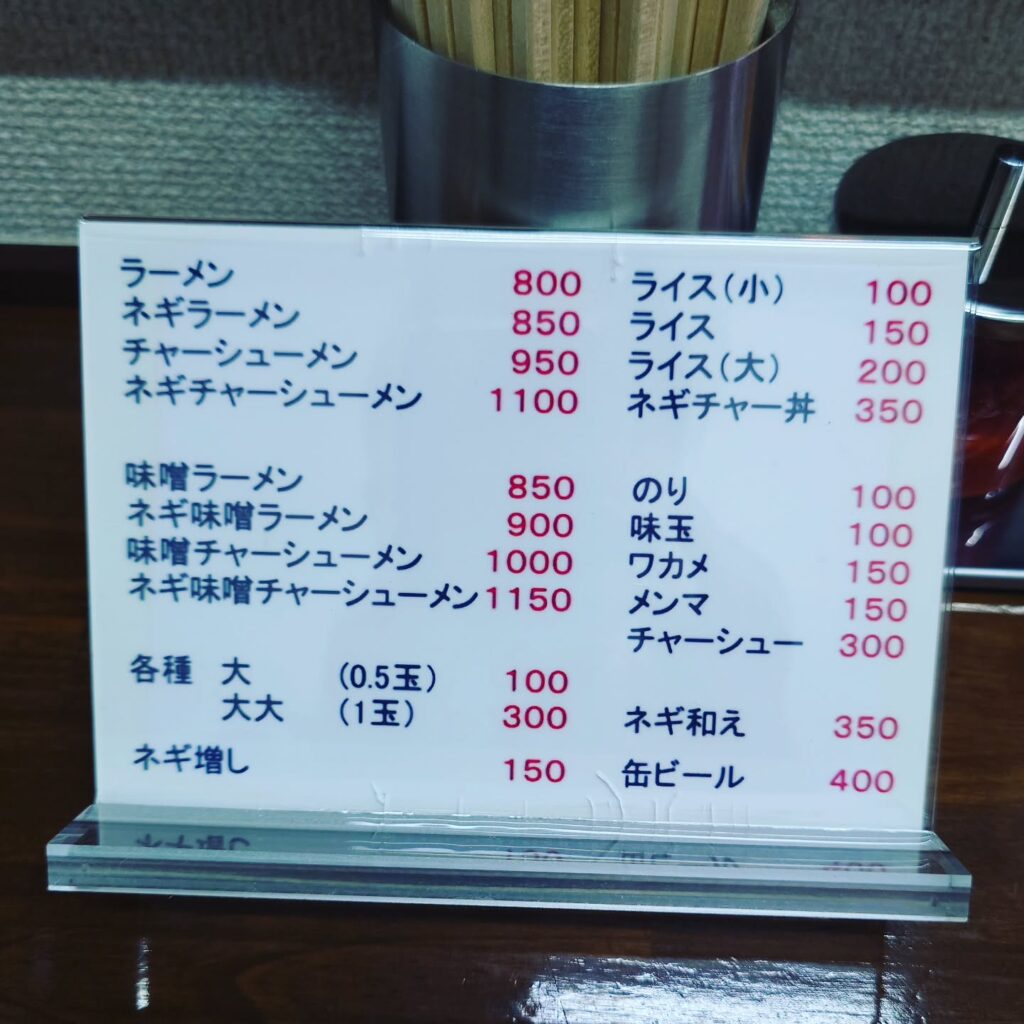 ラーメン 800
ネギラーメン 850
チャーシューメン 950
ネギチャーシューメン 1100
味噌ラーメン 850
ネギ味噌ラーメン 900
味噌チャーシューメン 1000
ネギ味噌チャーシューメン 1150
各種 大 (0.5玉) 100
大大 (1玉) 300
ネギ増し 150
ライス(小) 100
ライス 150
ライス(大) 200
ネギチャー丼 350
のり 100
味玉 100
ワカメ 150
メンマ 150
チャーシュー 300
ネギ和え 350
缶ビール 400